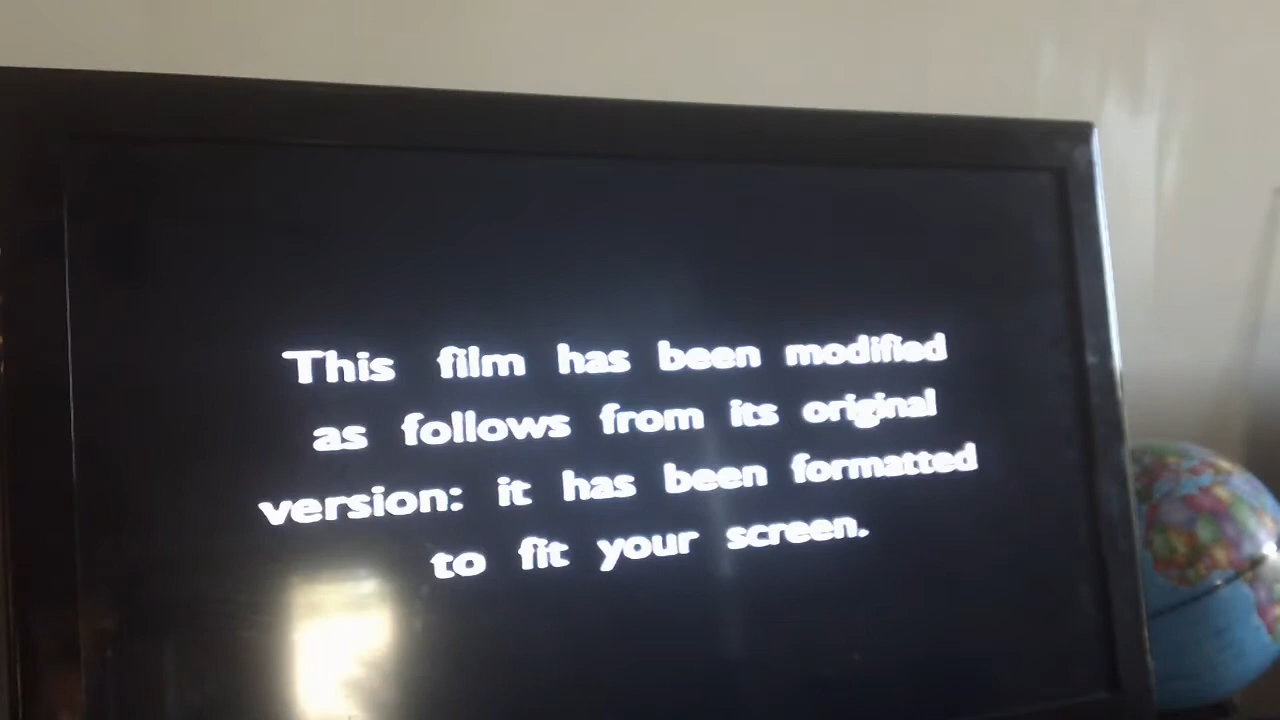 This film has been modified
as follows from its original
version: it has been formatted
to fit your screen.